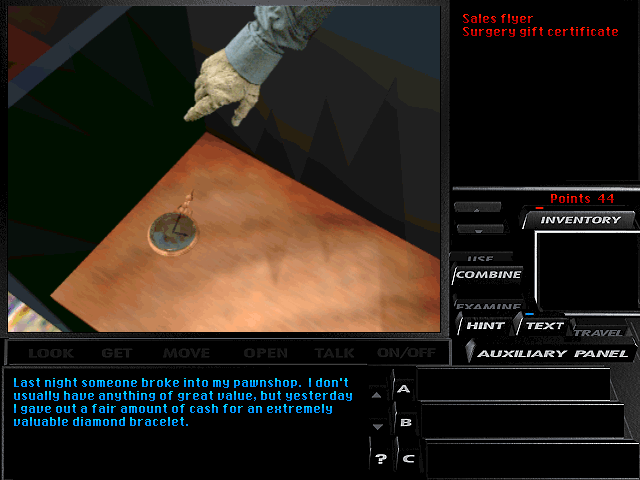 Sales flyer
Surgery gift certificate
Points 44
INVENTORY
USE
COMBINE
EXAMINE
HINT TEXT TRAVEL
AUXILIARY PANEL
LOOK GET MOVE OPEN TALK ON/OFF
Last night someone broke into my pawnshop. I don't
usually have anything of great value, but yesterday
I gave out a fair amount of cash for an extremely
valuable diamond bracelet.
A
B
? C